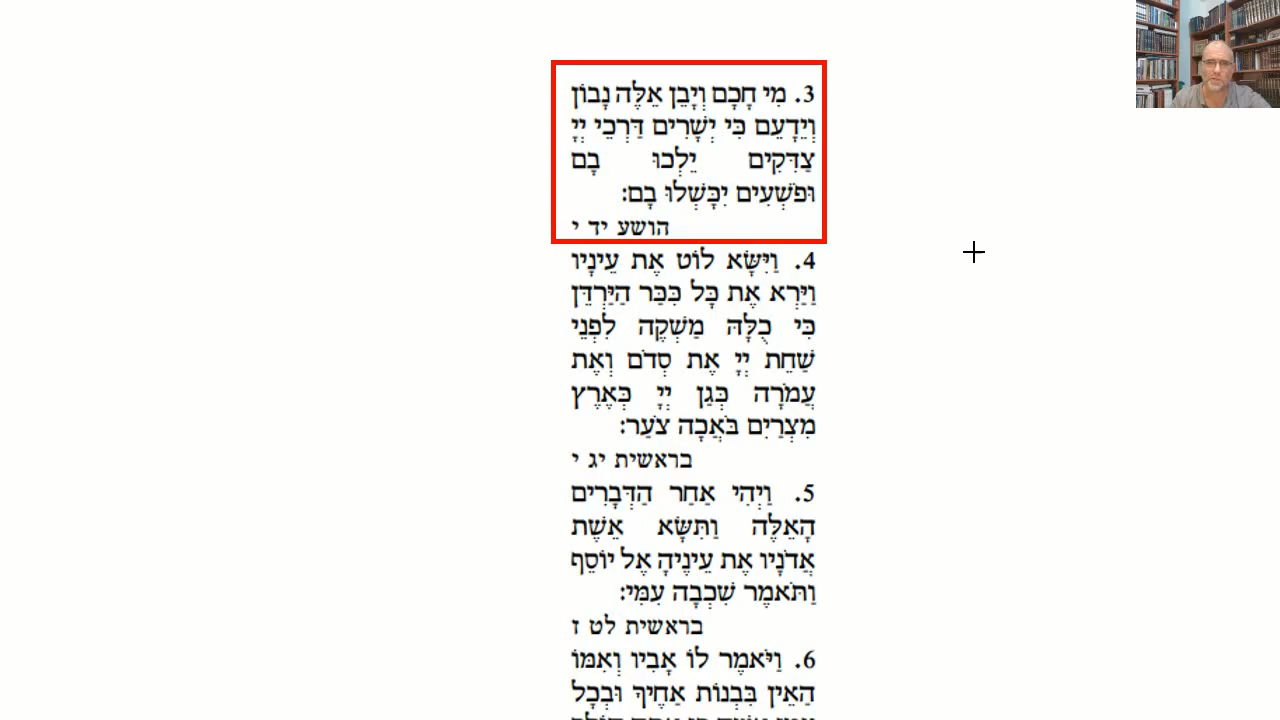 3. מִי חָכָם וְיָבֵן אֵלֶּה נָבוֹן
וְיֵדָעֵם כִּי יְשָׁרִים דַּרְכֵי יְיָ
צַדִּקִים יֵלְכוּ בָם
וּפֹשְׁעִים יִכָּשְׁלוּ בָם:
הושע יד י
4. וַיִּשָּׂא לוֹט אֶת עֵינָיו
וַיַּרְא אֶת כָּל כִּכַּר הַיַּרְדֵּן
כִּי כֻלָּהּ מַשְׁקֶה לִפְנֵי
שַׁחֵת יְיָ אֶת סְדֹם וְאֶת
עֲמֹרָה כְּגַן יְיָ כְּאֶרֶץ
מִצְרַיִם בֹּאֲכָה צֹעַר:
בראשית יג י
5. וַיְהִי אַחַר הַדְּבָרִים
הָאֵלֶּה וַתִּשָּׂא אֵשֶׁת
אֲדֹנָיו אֶת עֵינֶיהָ אֶל יוֹסֵף
וַתֹּאמֶר שִׁכְבָה עִמִּי:
בראשית לט ז
6. וַיֹּאמֶר לוֹ אָבִיו וְאִמּוֹ
הַאֵין בִּבְנוֹת אַחֶיךָ וּבְכָל